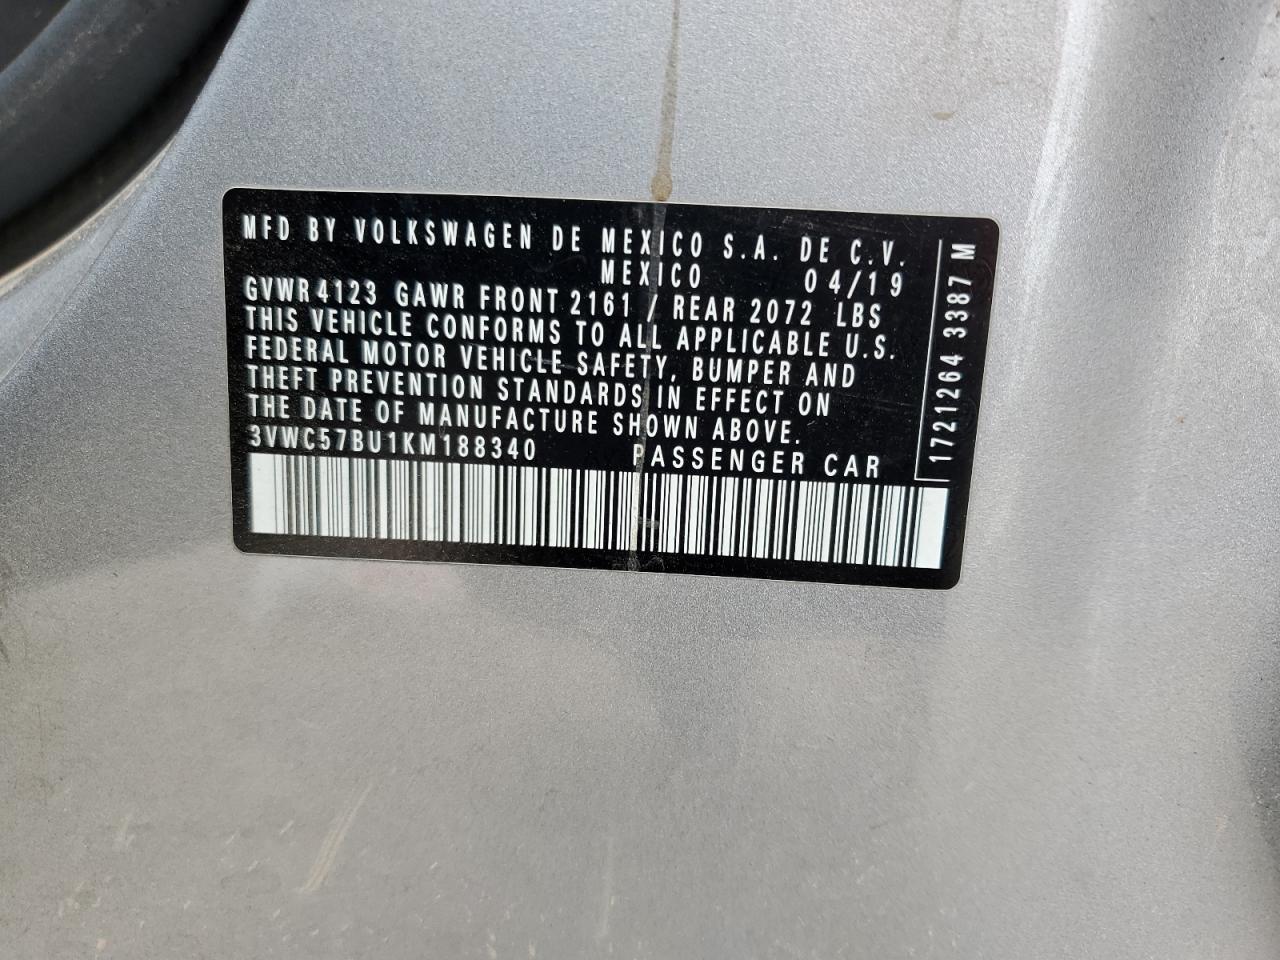 MFD BY VOLKSWAGEN DE MEXICO S.A. DE C.V.
MEXICO 04/19
GVWR 4123 GAWR FRONT 2161 / REAR 2072 LBS
THIS VEHICLE CONFORMS TO ALL APPLICABLE U.S.
FEDERAL MOTOR VEHICLE SAFETY, BUMPER AND
THEFT PREVENTION STANDARDS IN EFFECT ON
THE DATE OF MANUFACTURE SHOWN ABOVE.
3VWC57BU1KM188340 PASSENGER CAR
1721264 3387 M